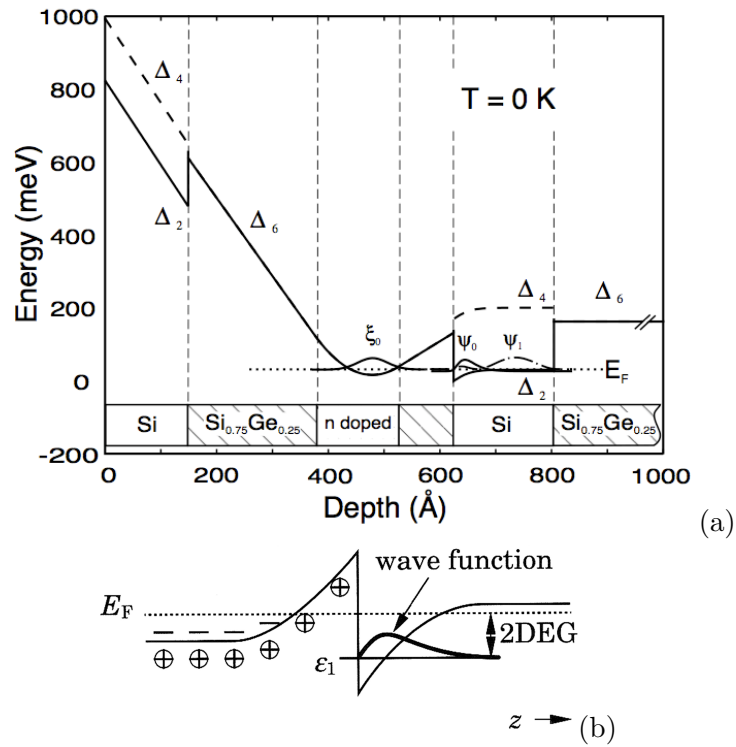 1000
800
600
400
200
0
-200
Energy (meV)
Δ4
Δ2
Δ6
T = 0 K
ξ0
Δ4
Δ6
ψ0
ψ1
EF
Δ2
Si
Si0.75Ge0.25
n doped
Si
Si0.75Ge0.25
0
200
400
600
800
1000
Depth (Å)
(a)
wave function
EF
2DEG
ε1
z
(b)